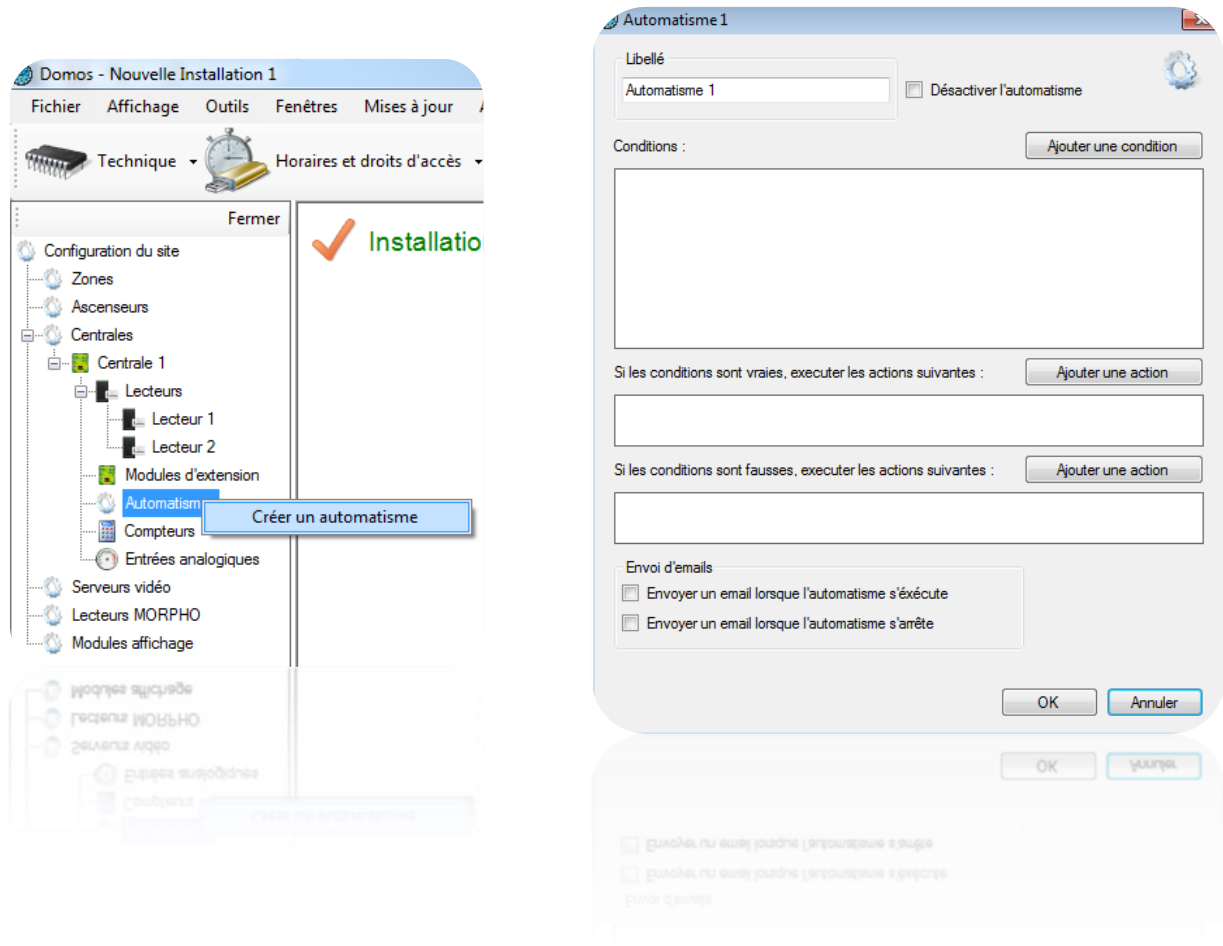 Domos - Nouvelle Installation 1
Fichier Affichage Outils Fenêtres Mises à jour
Technique Horaires et droits d'accès
Fermer
Configuration du site
Zones
Ascenseurs
Centrales
Centrale 1
Lecteurs
Lecteur 1
Lecteur 2
Modules d'extension
Automatism
Créer un automatisme
Compteurs
Entrées analogiques
Serveurs vidéo
Lecteurs MORPHO
Modules affichage
Installatio
Automatisme 1
Libellé
Automatisme 1
Désactiver l'automatisme
Conditions :
Ajouter une condition
Si les conditions sont vraies, executer les actions suivantes :
Ajouter une action
Si les conditions sont fausses, executer les actions suivantes :
Ajouter une action
Envoi d'emails
Envoyer un email lorsque l'automatisme s'éxécute
Envoyer un email lorsque l'automatisme s'arrête
OK
Annuler